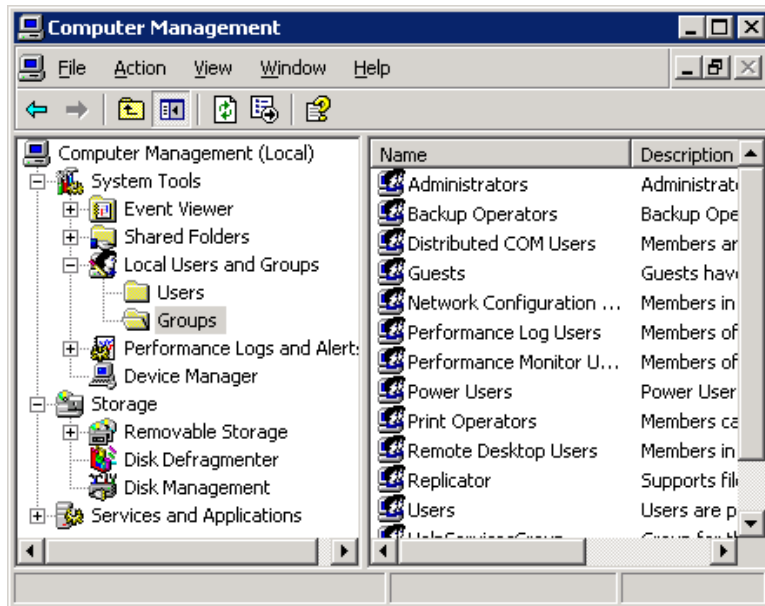 Computer Management
File Action View Window Help
Computer Management (Local)
System Tools
Event Viewer
Shared Folders
Local Users and Groups
Users
Groups
Performance Logs and Alert
Device Manager
Storage
Removable Storage
Disk Defragmenter
Disk Management
Services and Applications
Name Description
Administrators Administrat
Backup Operators Backup Ope
Distributed COM Users Members ar
Guests Guests hav
Network Configuration ... Members in
Performance Log Users Members of
Performance Monitor U... Members of
Power Users Power User
Print Operators Members ca
Remote Desktop Users Members in
Replicator Supports fil
Users Users are p
HelpServicesGroup